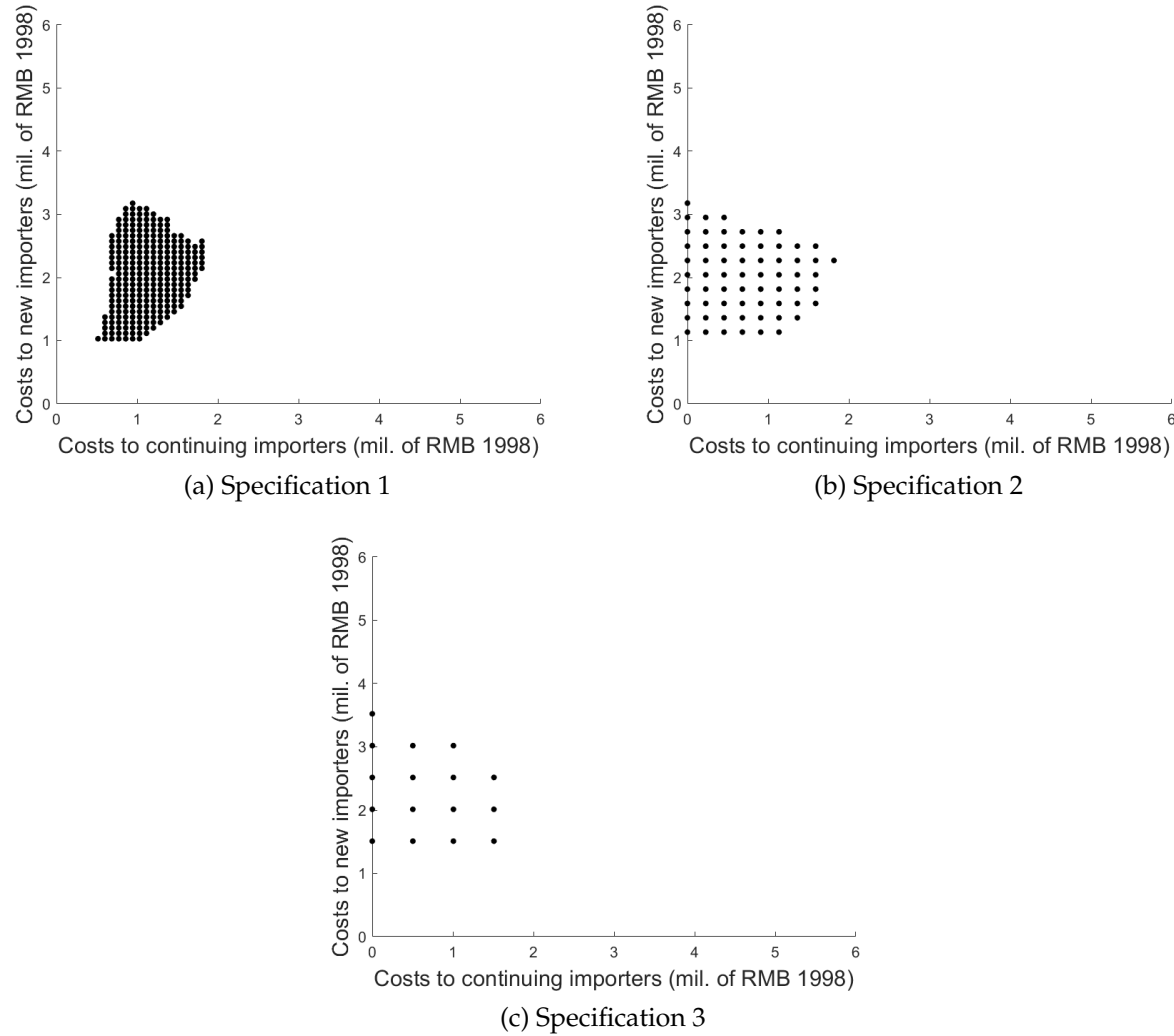 Costs to new importers (mil. of RMB 1998)
6
5
4
3
2
1
0
0 1 2 3 4 5 6
Costs to continuing importers (mil. of RMB 1998)
(a) Specification 1
Costs to new importers (mil. of RMB 1998)
6
5
4
3
2
1
0
0 1 2 3 4 5 6
Costs to continuing importers (mil. of RMB 1998)
(b) Specification 2
Costs to new importers (mil. of RMB 1998)
6
5
4
3
2
1
0
0 1 2 3 4 5 6
Costs to continuing importers (mil. of RMB 1998)
(c) Specification 3